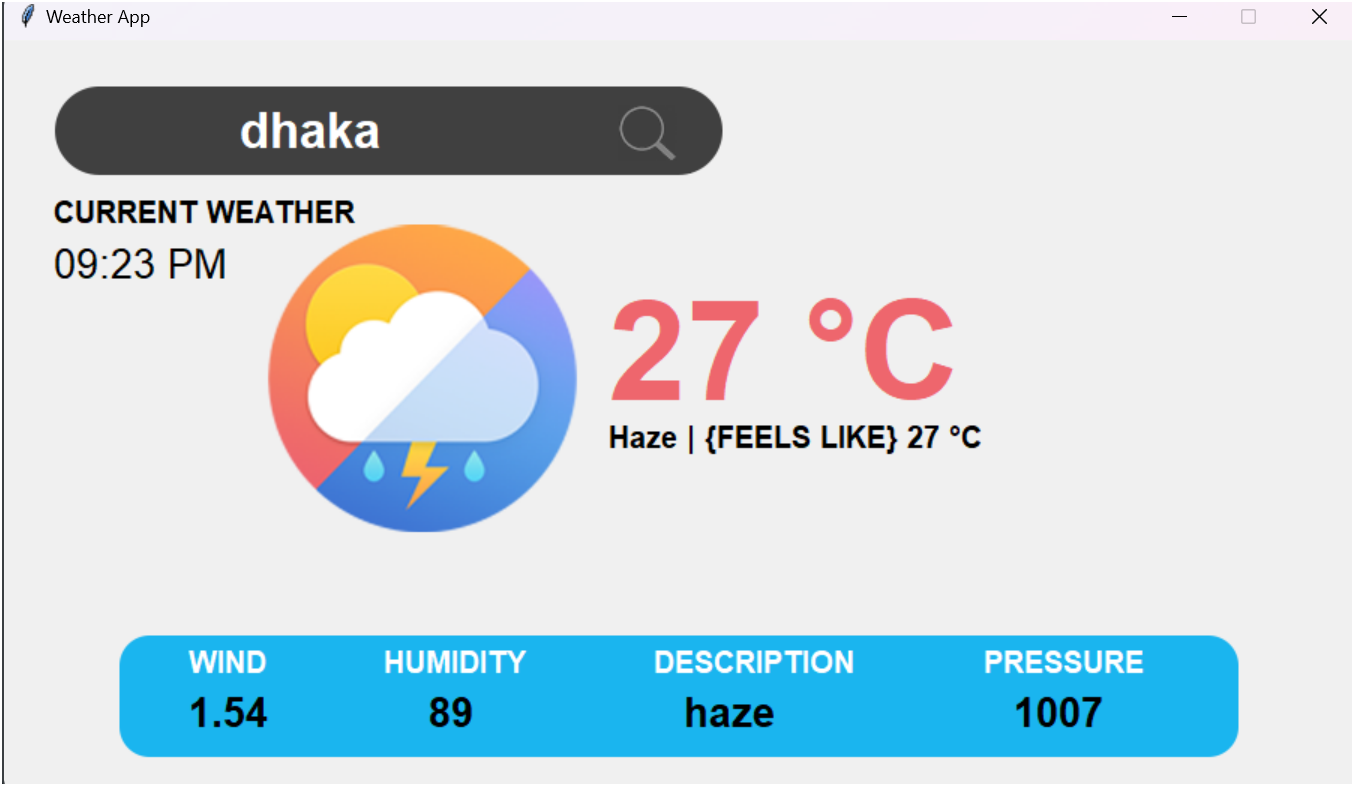 Weather App
dhaka
CURRENT WEATHER
09:23 PM
27 °C
Haze | {FEELS LIKE} 27 °C
WIND HUMIDITY DESCRIPTION PRESSURE
1.54 89 haze 1007